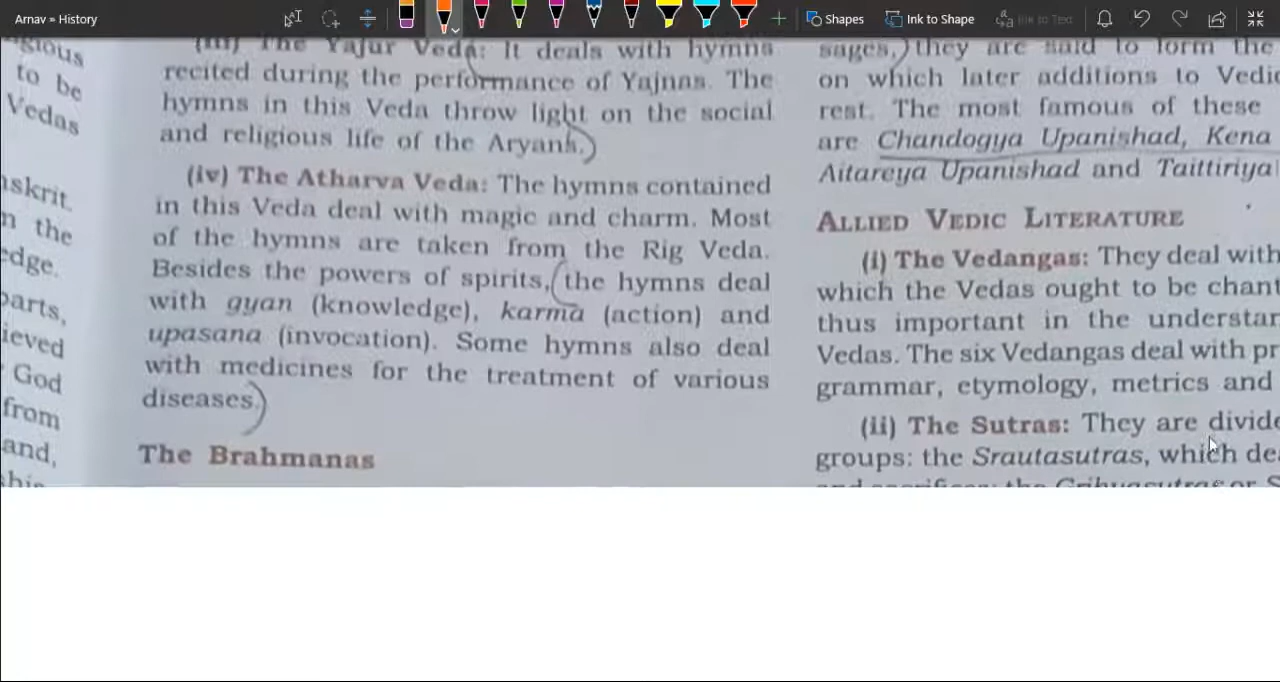 Arnav » History
Shapes
Ink to Shape
Ink to Text
to be
Vedas
the
God
from
and,
(iii) The Yajur Veda: It deals with hymns
recited during the performance of Yajnas. The
hymns in this Veda throw light on the social
and religious life of the Aryans.
(iv) The Atharva Veda: The hymns contained
in this Veda deal with magic and charm. Most
of the hymns are taken from the Rig Veda.
Besides the powers of spirits, the hymns deal
with gyan (knowledge), karma (action) and
upasana (invocation). Some hymns also deal
with medicines for the treatment of various
diseases.
The Brahmanas
sages, they are said to form the
on which later additions to Vedic
rest. The most famous of these
are Chandogya Upanishad, Kena
Aitareya Upanishad and Taittiriya
ALLIED VEDIC LITERATURE
(i) The Vedangas: They deal with
which the Vedas ought to be chant
thus important in the understan
Vedas. The six Vedangas deal with pr
grammar, etymology, metrics and
(ii) The Sutras: They are divide
groups: the Srautasutras, which dea
the Grihyasutras or S